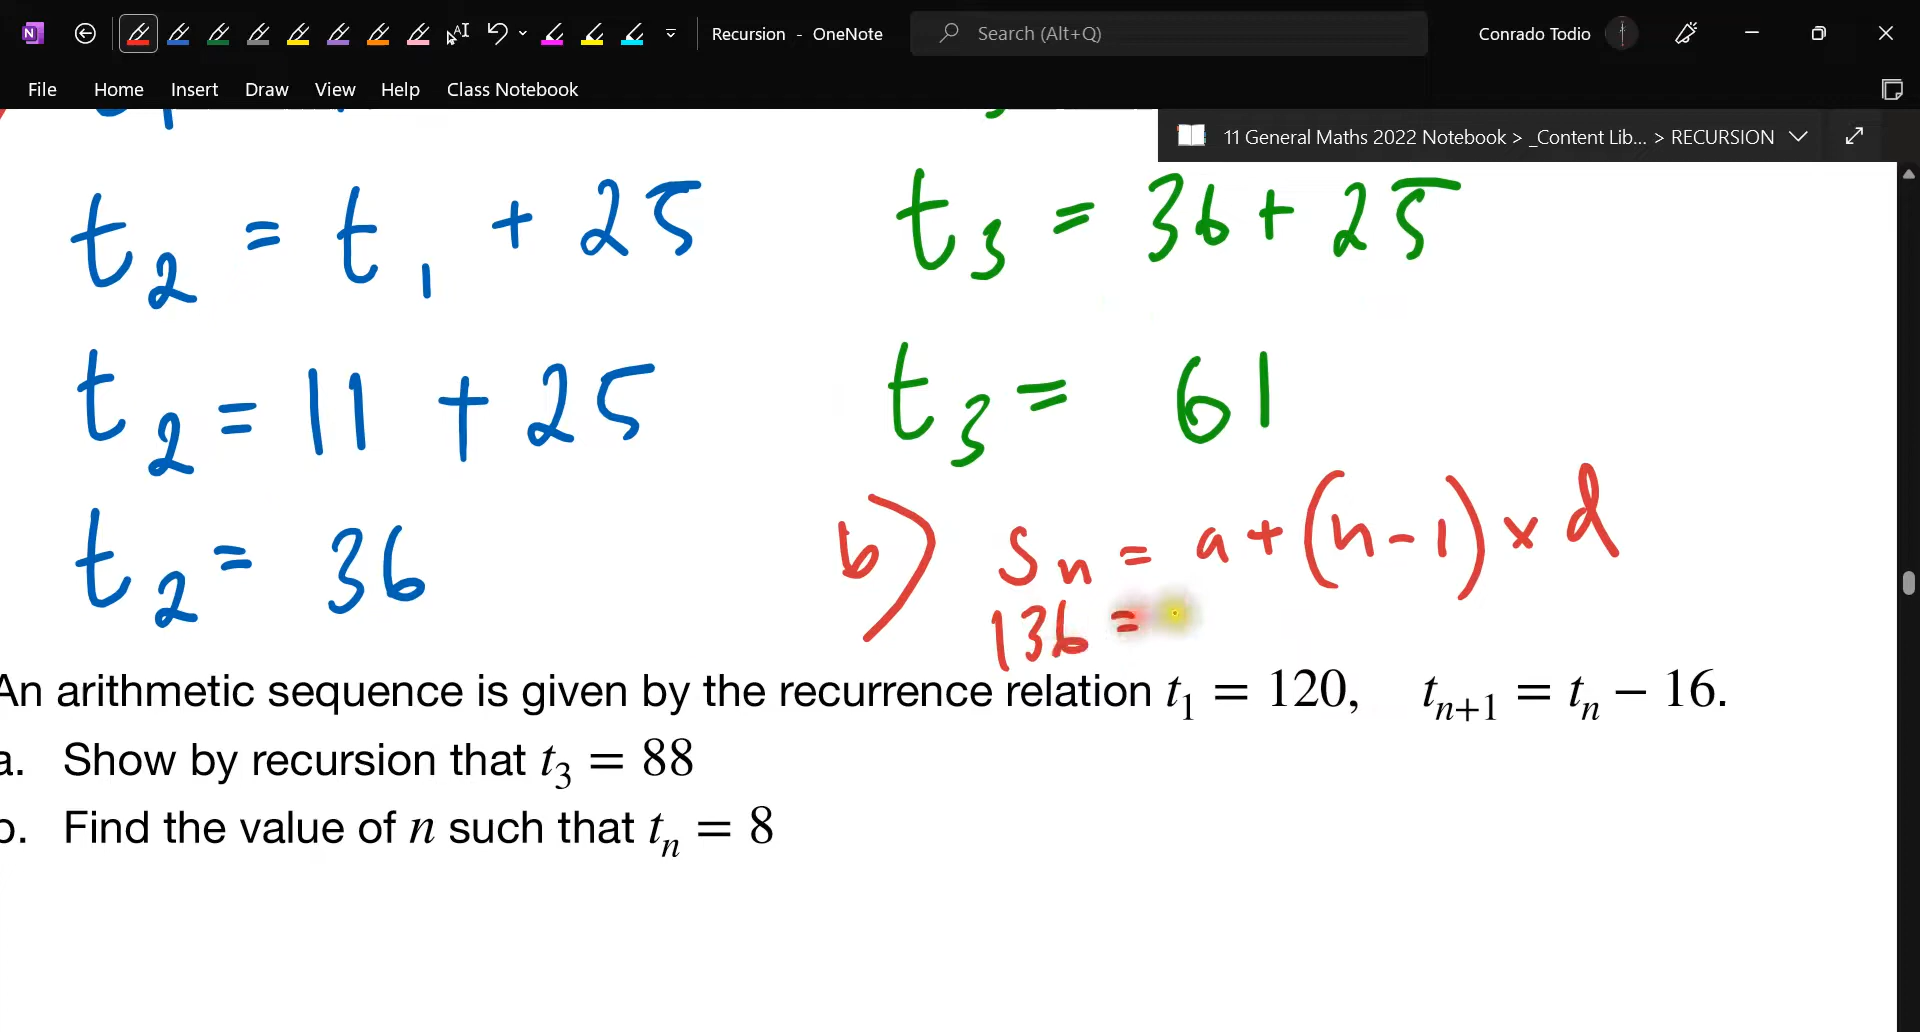 Recursion - OneNote
Search (Alt+Q)
Conrado Todio
File Home Insert Draw View Help Class Notebook
11 General Maths 2022 Notebook > _Content Lib... > RECURSION
t₂ = t₁ + 25
t₂ = 11 + 25
t₂ = 36
t₃ = 36 + 25
t₃ = 61
b) Sn = a + (n - 1) × d
136 =
An arithmetic sequence is given by the recurrence relation t₁ = 120, tₙ₊₁ = tₙ − 16.
a. Show by recursion that t₃ = 88
b. Find the value of n such that tₙ = 8